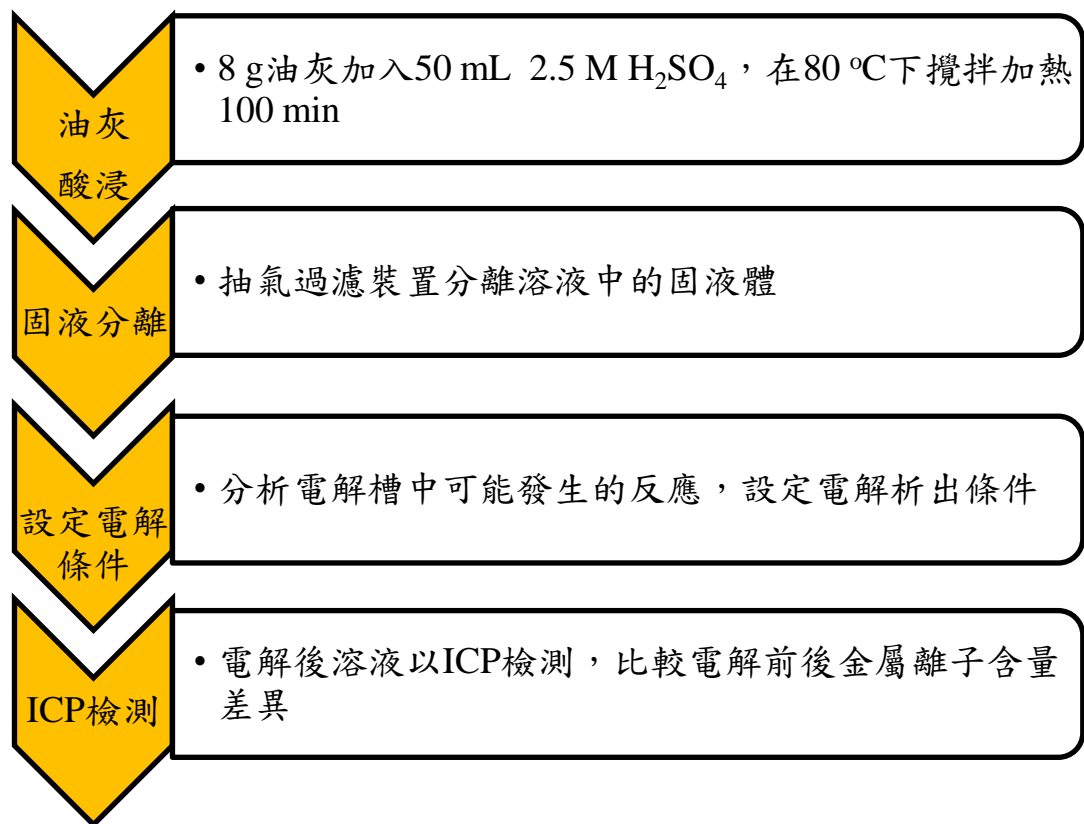 油灰
酸浸
• 8 g油灰加入50 mL 2.5 M H₂SO₄，在80 ℃下攪拌加熱
100 min
固液分離
• 抽氣過濾裝置分離溶液中的固液體
設定電解
條件
• 分析電解槽中可能發生的反應，設定電解析出條件
ICP檢測
• 電解後溶液以ICP檢測，比較電解前後金屬離子含量
差異